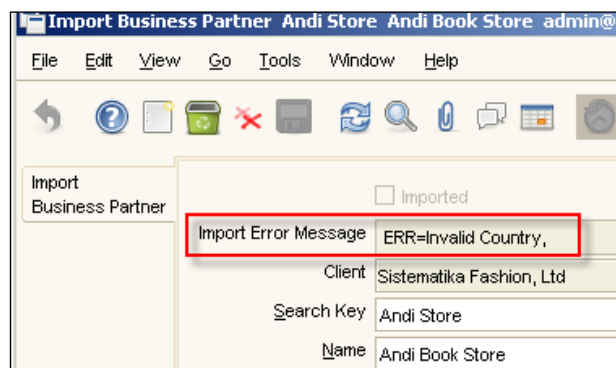 Import Business Partner Andi Store Andi Book Store admin@
File Edit View Go Tools Window Help
Import
Business Partner
Imported
Import Error Message ERR=Invalid Country,
Client Sistematika Fashion, Ltd
Search Key Andi Store
Name Andi Book Store